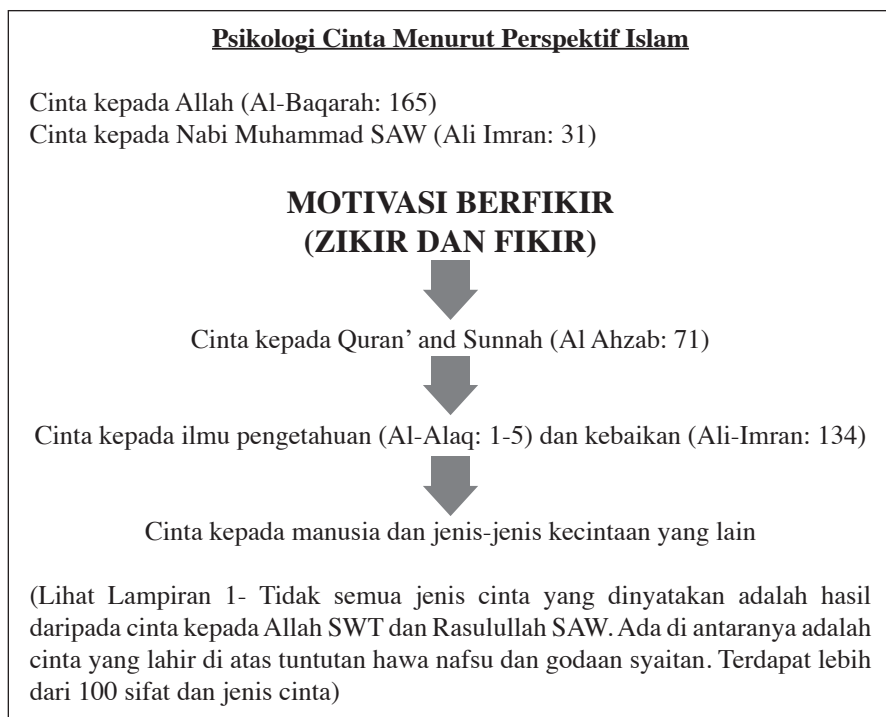 Psikologi Cinta Menurut Perspektif Islam
Cinta kepada Allah (Al-Baqarah: 165)
Cinta kepada Nabi Muhammad SAW (Ali Imran: 31)
MOTIVASI BERFIKIR
(ZIKIR DAN FIKIR)
Cinta kepada Quran’ and Sunnah (Al Ahzab: 71)
Cinta kepada ilmu pengetahuan (Al-Alaq: 1-5) dan kebaikan (Ali-Imran: 134)
Cinta kepada manusia dan jenis-jenis kecintaan yang lain
(Lihat Lampiran 1- Tidak semua jenis cinta yang dinyatakan adalah hasil
daripada cinta kepada Allah SWT dan Rasulullah SAW. Ada di antaranya adalah
cinta yang lahir di atas tuntutan hawa nafsu dan godaan syaitan. Terdapat lebih
dari 100 sifat dan jenis cinta)